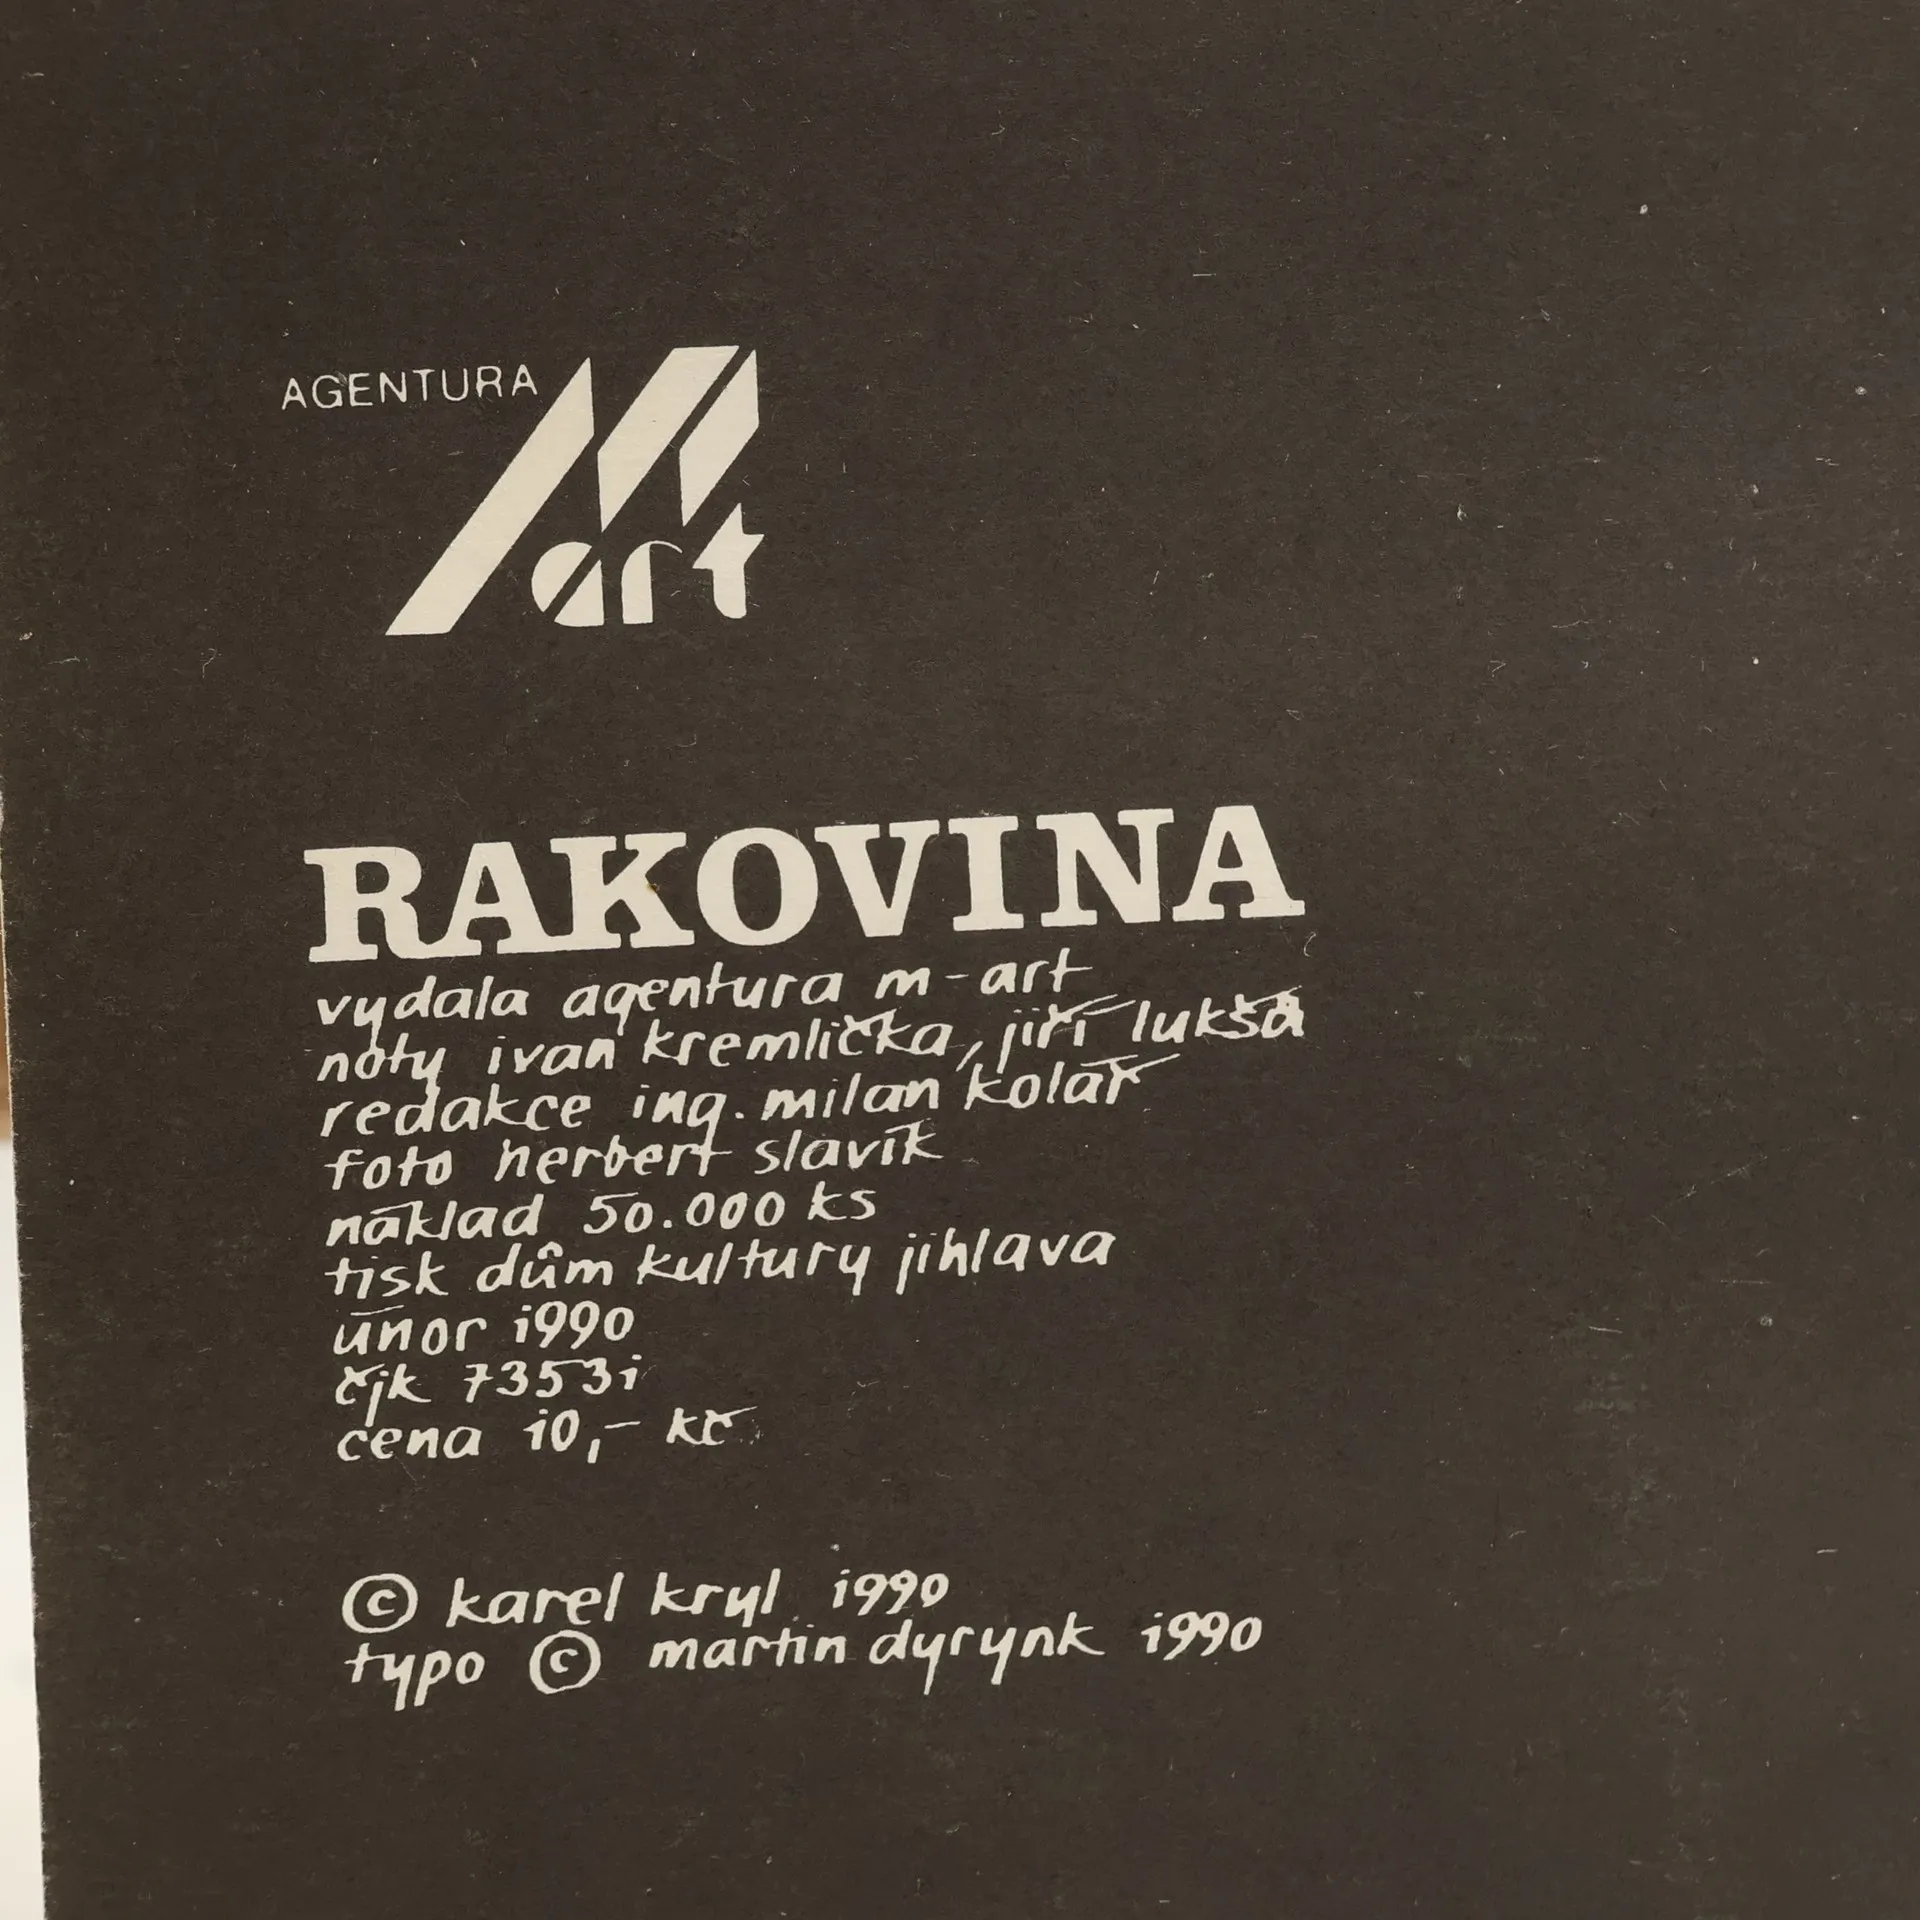 AGENTURA
M art
RAKOVINA
vydala agentura m-art
noty ivan kremlička, jiří lukšá
redakce ing. milan kolář
foto herbert slavík
náklad 50.000 ks
tisk dům kultury jihlava
únor 1990
čjk 73531
cena 10,- kč
© karel kryl 1990
typo © martin dyrynk 1990